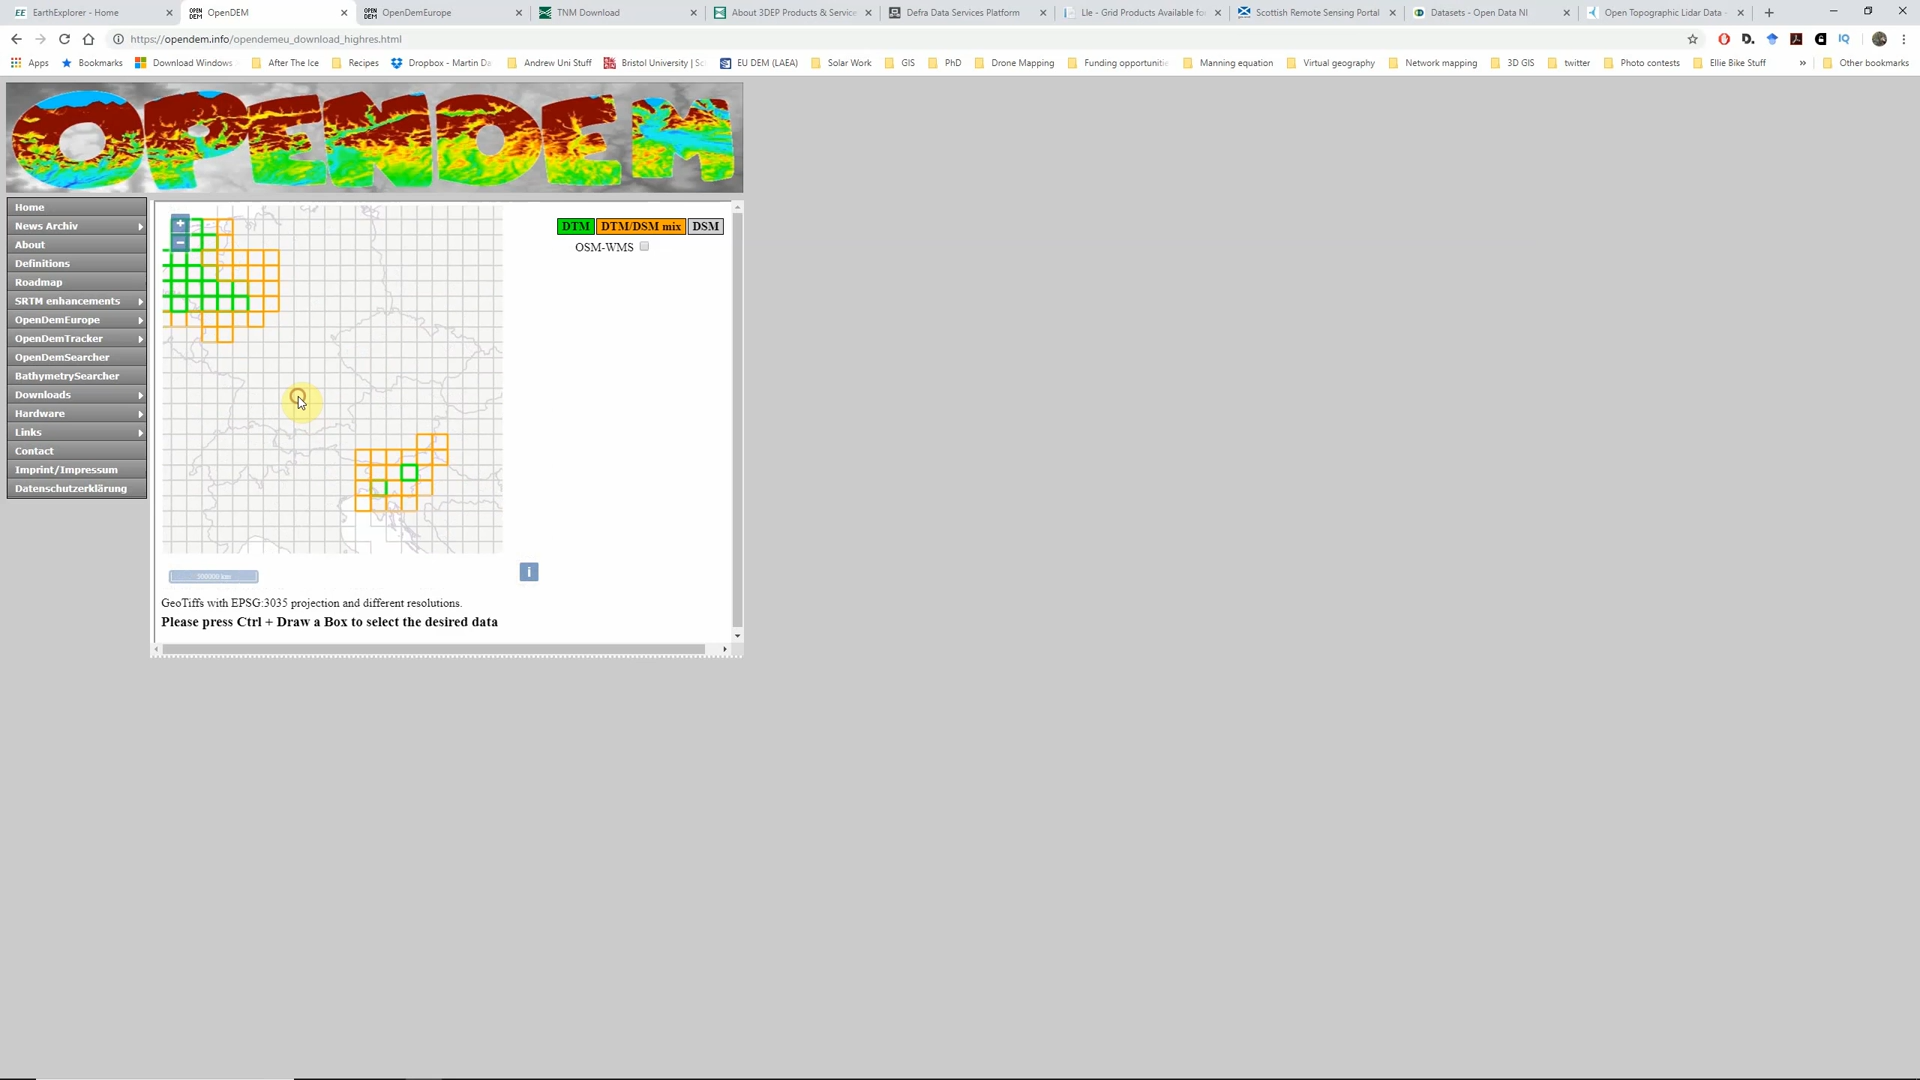 EarthExplorer - Home
OpenDEM
OpenDemEurope
TNM Download
About 3DEP Products & Service
Defra Data Services Platform
Lle - Grid Products Available fo
Scottish Remote Sensing Portal
Datasets - Open Data NI
Open Topographic Lidar Data -
https://opendem.info/opendemeu_download_highres.html
Apps
Bookmarks
Download Windows
After The Ice
Recipes
Dropbox - Martin Da
Andrew Uni Stuff
Bristol University | Sc
EU DEM (LAEA)
Solar Work
GIS
PhD
Drone Mapping
Funding opportunitie
Manning equation
Virtual geography
Network mapping
3D GIS
twitter
Photo contests
Ellie Bike Stuff
»
Other bookmarks
OPENDEM
Home
News Archiv
About
Definitions
Roadmap
SRTM enhancements
OpenDemEurope
OpenDemTracker
OpenDemSearcher
BathymetrySearcher
Downloads
Hardware
Links
Contact
Imprint/Impressum
Datenschutzerklärung
+
−
DTM DTM/DSM mix DSM
OSM-WMS
i
GeoTiffs with EPSG:3035 projection and different resolutions.
Please press Ctrl + Draw a Box to select the desired data